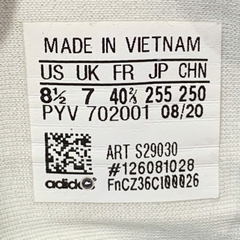 MADE IN VIETNAM
US UK FR JP CHN
8½ 7 40⅔ 255 250
PYV 702001 08/20
ART S29030
#126081028
FnCZ36C100026
adic